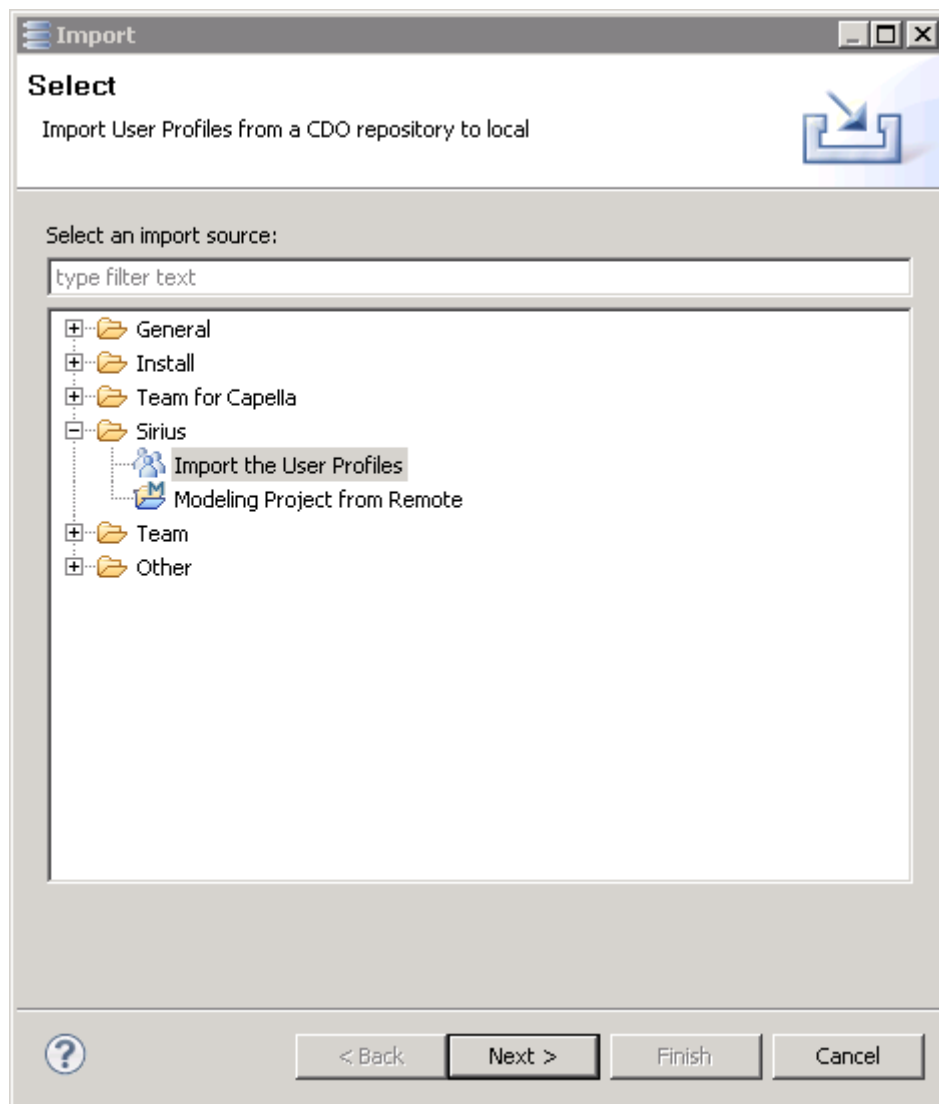 Import
Select
Import User Profiles from a CDO repository to local
Select an import source:
type filter text
General
Install
Team for Capella
Sirius
Import the User Profiles
Modeling Project from Remote
Team
Other
< Back Next > Finish Cancel